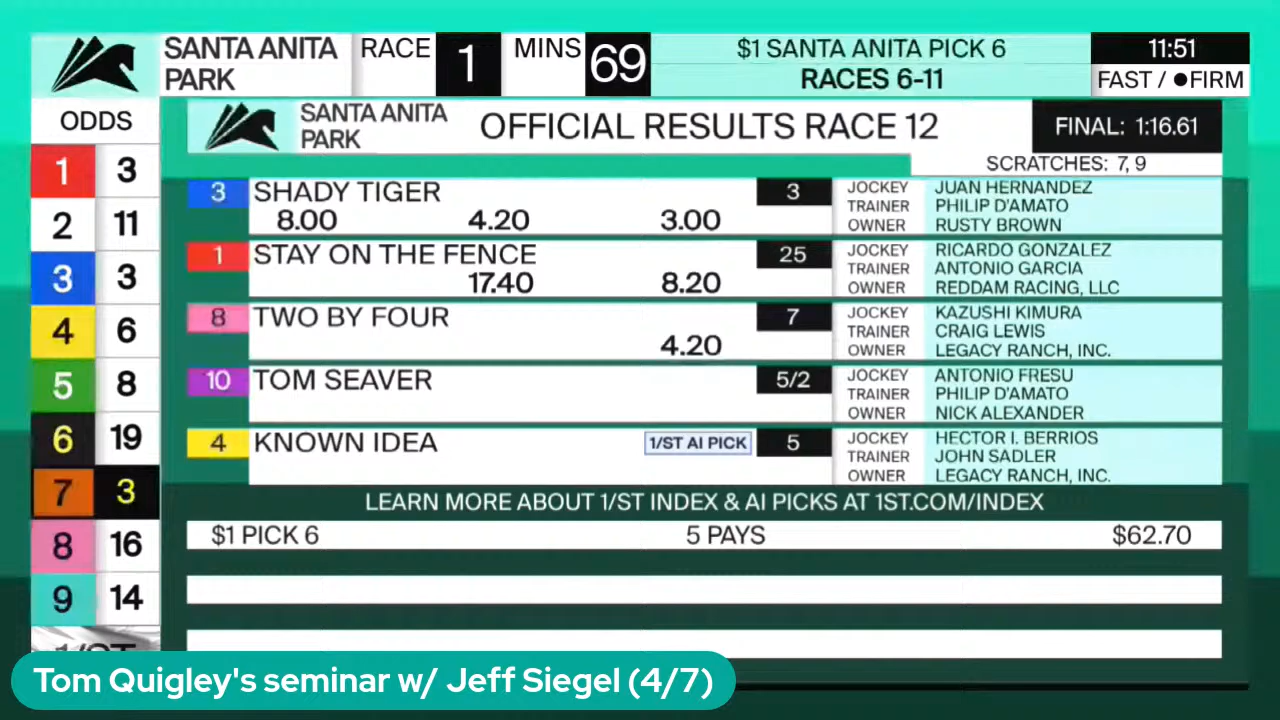 SANTA ANITA PARK
RACE 1
MINS 69
$1 SANTA ANITA PICK 6
RACES 6-11
11:51
FAST / ●FIRM
ODDS
1 3
2 11
3 3
4 6
5 8
6 19
7 3
8 16
9 14
SANTA ANITA PARK
OFFICIAL RESULTS RACE 12
FINAL: 1:16.61
SCRATCHES: 7, 9
3 SHADY TIGER 3
8.00 4.20 3.00
JOCKEY JUAN HERNANDEZ
TRAINER PHILIP D'AMATO
OWNER RUSTY BROWN
1 STAY ON THE FENCE 25
17.40 8.20
JOCKEY RICARDO GONZALEZ
TRAINER ANTONIO GARCIA
OWNER REDDAM RACING, LLC
8 TWO BY FOUR 7
4.20
JOCKEY KAZUSHI KIMURA
TRAINER CRAIG LEWIS
OWNER LEGACY RANCH, INC.
10 TOM SEAVER 5/2
JOCKEY ANTONIO FRESU
TRAINER PHILIP D'AMATO
OWNER NICK ALEXANDER
4 KNOWN IDEA 1/ST AI PICK 5
JOCKEY HECTOR I. BERRIOS
TRAINER JOHN SADLER
OWNER LEGACY RANCH, INC.
LEARN MORE ABOUT 1/ST INDEX & AI PICKS AT 1ST.COM/INDEX
$1 PICK 6 5 PAYS $62.70
Tom Quigley's seminar w/ Jeff Siegel (4/7)